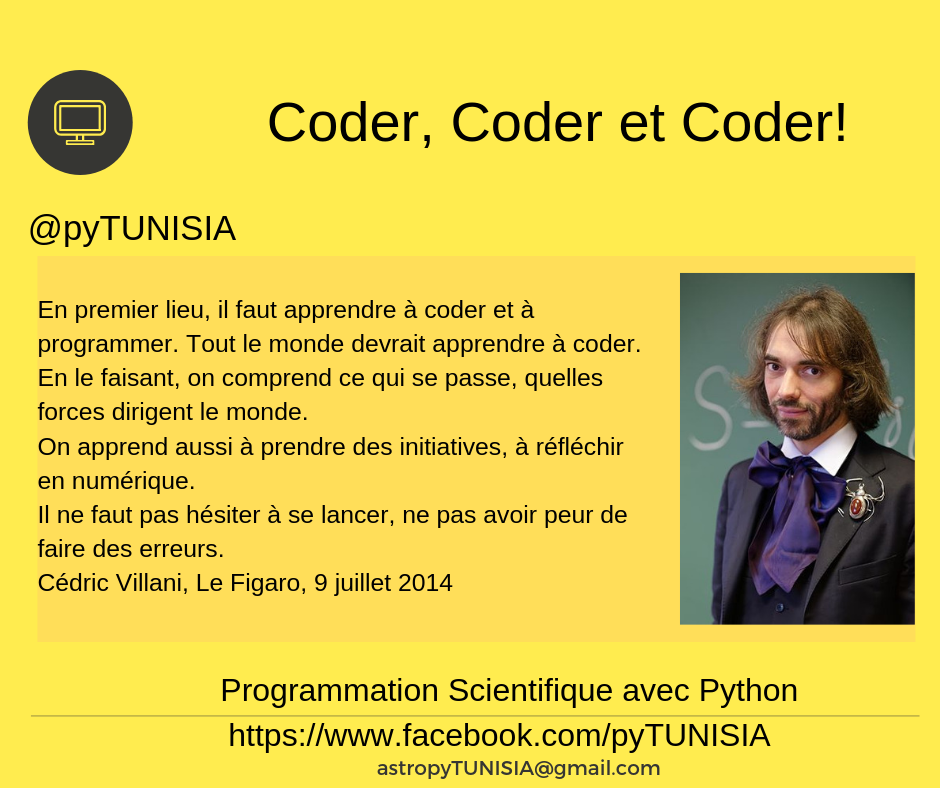 Coder, Coder et Coder!
@pyTUNISIA
En premier lieu, il faut apprendre à coder et à
programmer. Tout le monde devrait apprendre à coder.
En le faisant, on comprend ce qui se passe, quelles
forces dirigent le monde.
On apprend aussi à prendre des initiatives, à réfléchir
en numérique.
Il ne faut pas hésiter à se lancer, ne pas avoir peur de
faire des erreurs.
Cédric Villani, Le Figaro, 9 juillet 2014
Programmation Scientifique avec Python
https://www.facebook.com/pyTUNISIA
astropyTUNISIA@gmail.com